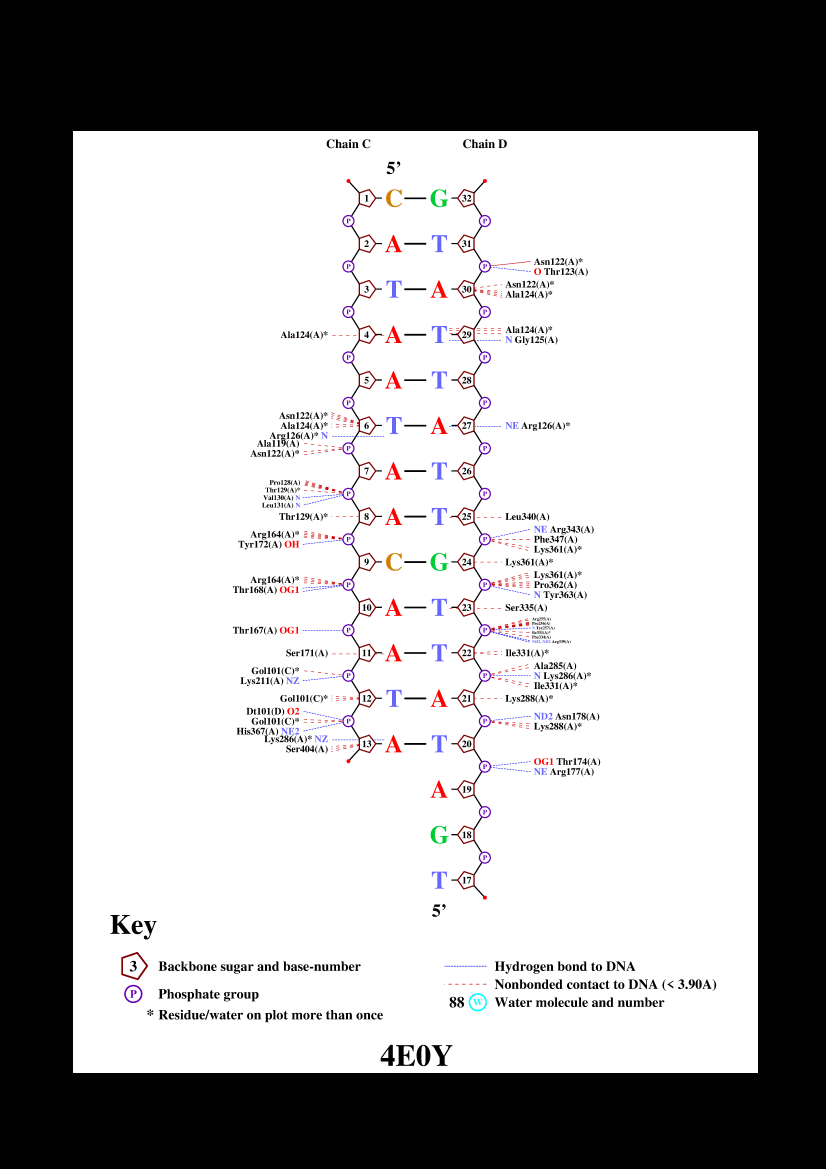 Chain C Chain D
5’
1 C G 32
P P
2 A T 31
Asn122(A)*
P P
O Thr123(A)
3 T A 30 Asn122(A)*
Ala124(A)*
P P
Ala124(A)* 4 A T 29 Ala124(A)*
N Gly125(A)
P P
5 A T 28
P P
Asn122(A)*
Ala124(A)* 6 T A 27 NE Arg126(A)*
Arg126(A)* N
Ala119(A)
P P
Asn122(A)*
7 A T 26
Pro128(A)
Thr129(A)*
P P
Val130(A) N
Leu131(A) N
Thr129(A)* 8 A T 25 Leu340(A)
NE Arg343(A)
Arg164(A)* P P Phe347(A)
Tyr172(A) OH Lys361(A)*
9 C G 24 Lys361(A)*
Lys361(A)*
Arg164(A)* P P Pro362(A)
Thr168(A) OG1 N Tyr363(A)
10 A T 23 Ser335(A)
Thr167(A) OG1 P P
Ser171(A) 11 A T 22 Ile331(A)*
Ala285(A)
Gol101(C)* P P N Lys286(A)*
Lys211(A) NZ Ile331(A)*
Gol101(C)* 12 T A 21 Lys288(A)*
Dt101(D) O2
Gol101(C)* P P ND2 Asn178(A)
His367(A) NE2 Lys288(A)*
Lys286(A)* NZ 13 A T 20
Ser404(A)
P OG1 Thr174(A)
NE Arg177(A)
A 19
P
G 18
P
T 17
5’
Key
3 Backbone sugar and base-number
P Phosphate group
* Residue/water on plot more than once
Hydrogen bond to DNA
Nonbonded contact to DNA (< 3.90A)
88 W Water molecule and number
4E0Y